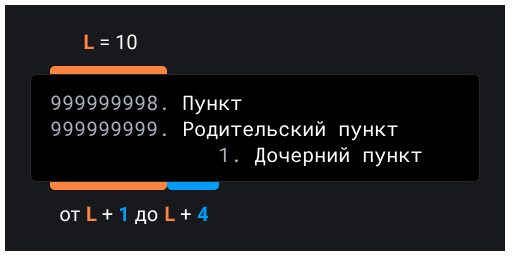 L = 10
999999998. Пункт
999999999. Родительский пункт
1. Дочерний пункт
от L + 1 до L + 4